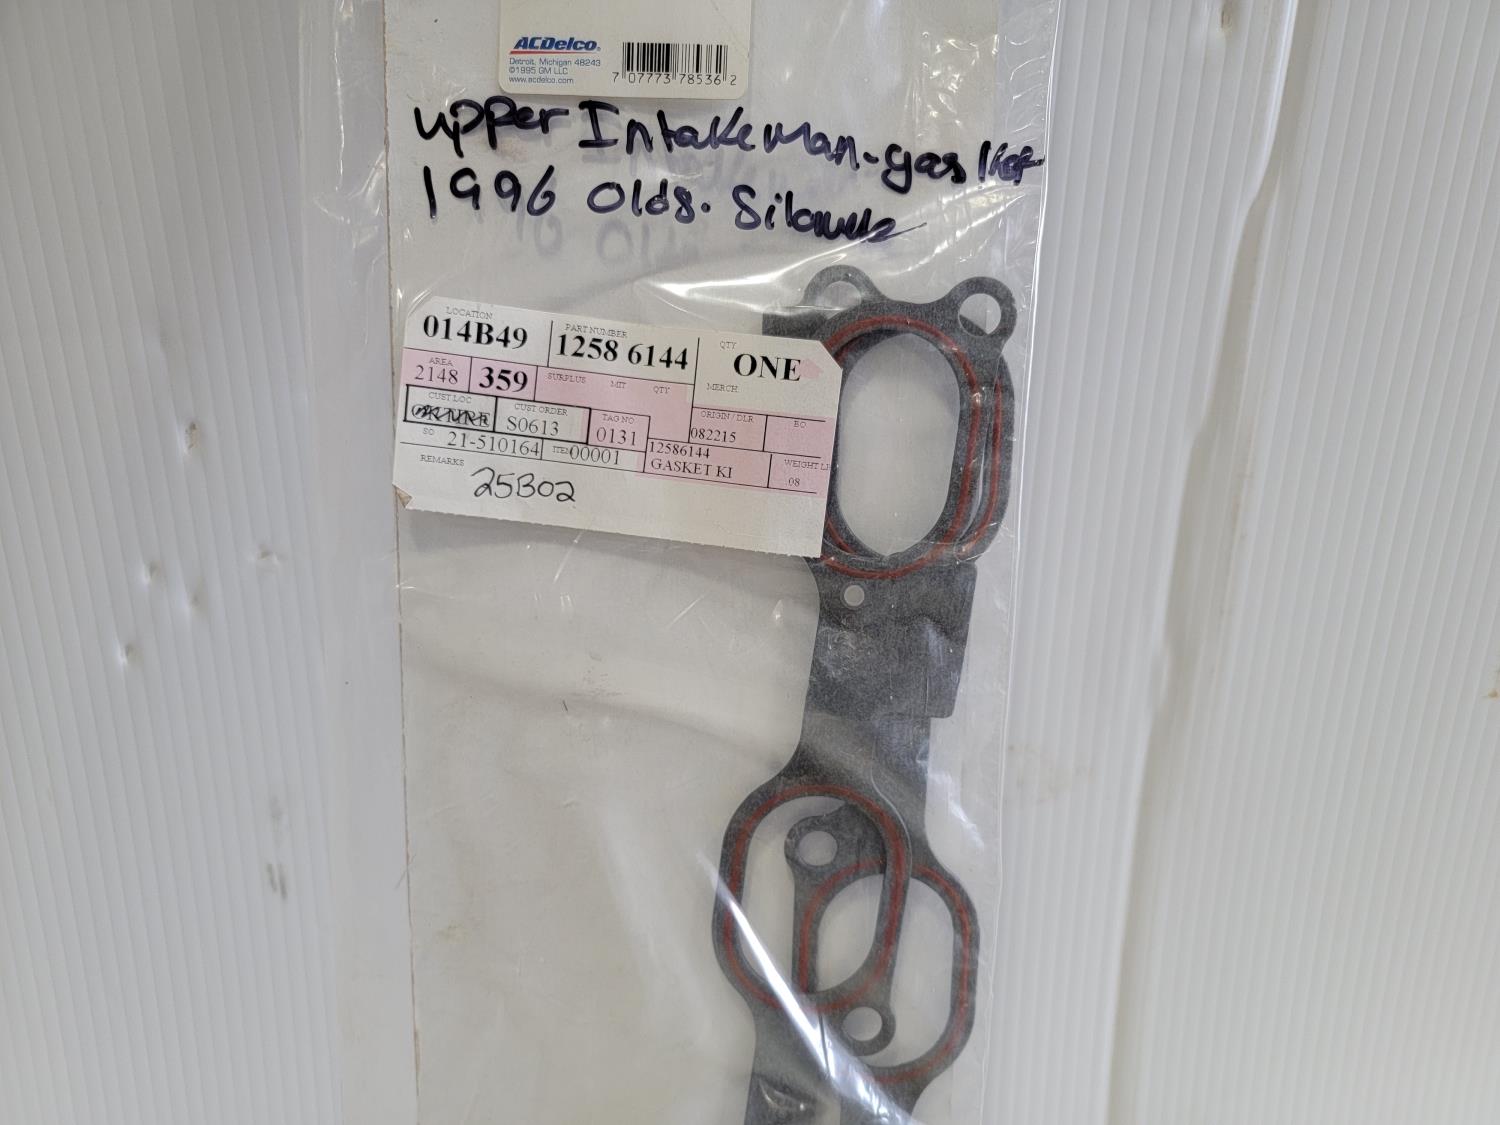 ACDelco®
Detroit, Michigan 48243
©1995 GM LLC
www.acdelco.com
7 07773 78536 2
upper Intake Man-gasket
1996 Olds. Silouwe
LOCATION PART NUMBER QTY
014B49 1258 6144 ONE
AREA SURPLUS MIT QTY MERCH.
2148 359
CUST LOC CUST ORDER TAG NO ORIGIN / DLR BO
S0613 0131 082215
SO 21-510164 ITEM 00001 12586144 WEIGHT
GASKET KI .08
REMARKS
25B02